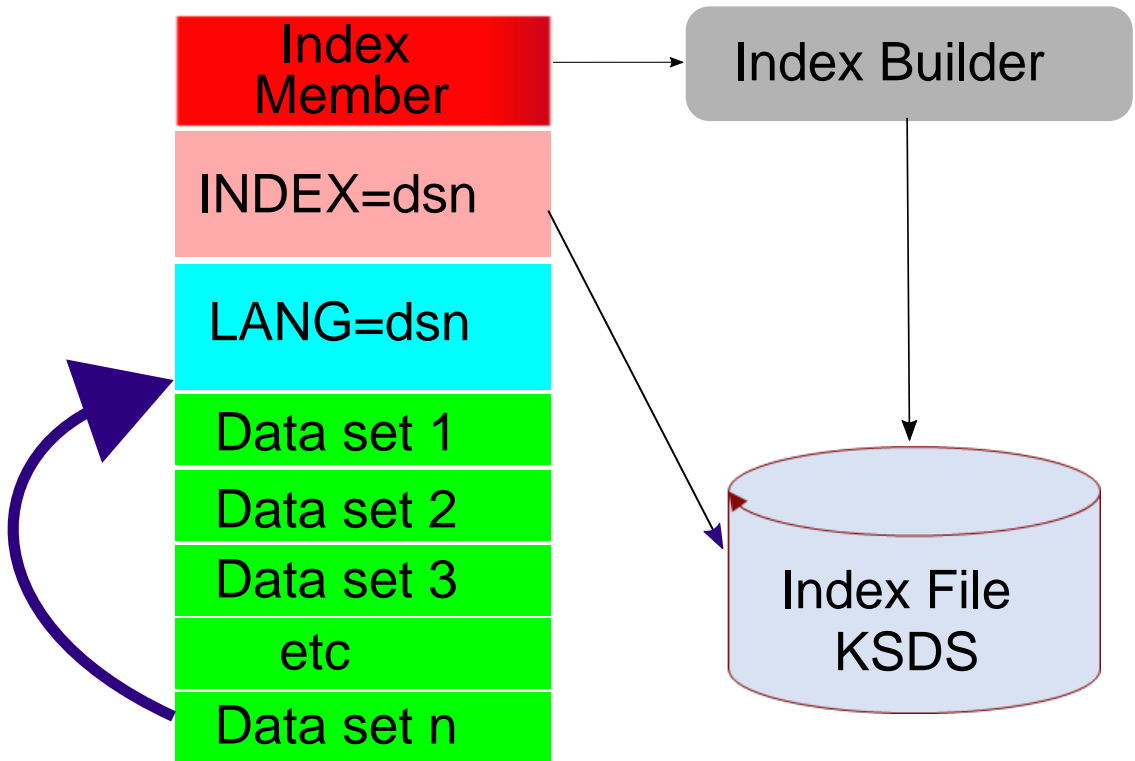 Index
Member
Index Builder
INDEX=dsn
LANG=dsn
Data set 1
Data set 2
Data set 3
etc
Data set n
Index File
KSDS